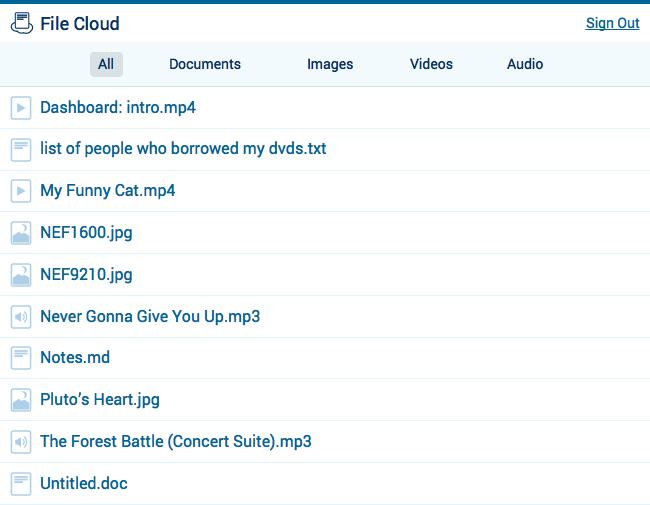 File Cloud
Sign Out
All
Documents
Images
Videos
Audio
Dashboard: intro.mp4
list of people who borrowed my dvds.txt
My Funny Cat.mp4
NEF1600.jpg
NEF9210.jpg
Never Gonna Give You Up.mp3
Notes.md
Pluto’s Heart.jpg
The Forest Battle (Concert Suite).mp3
Untitled.doc